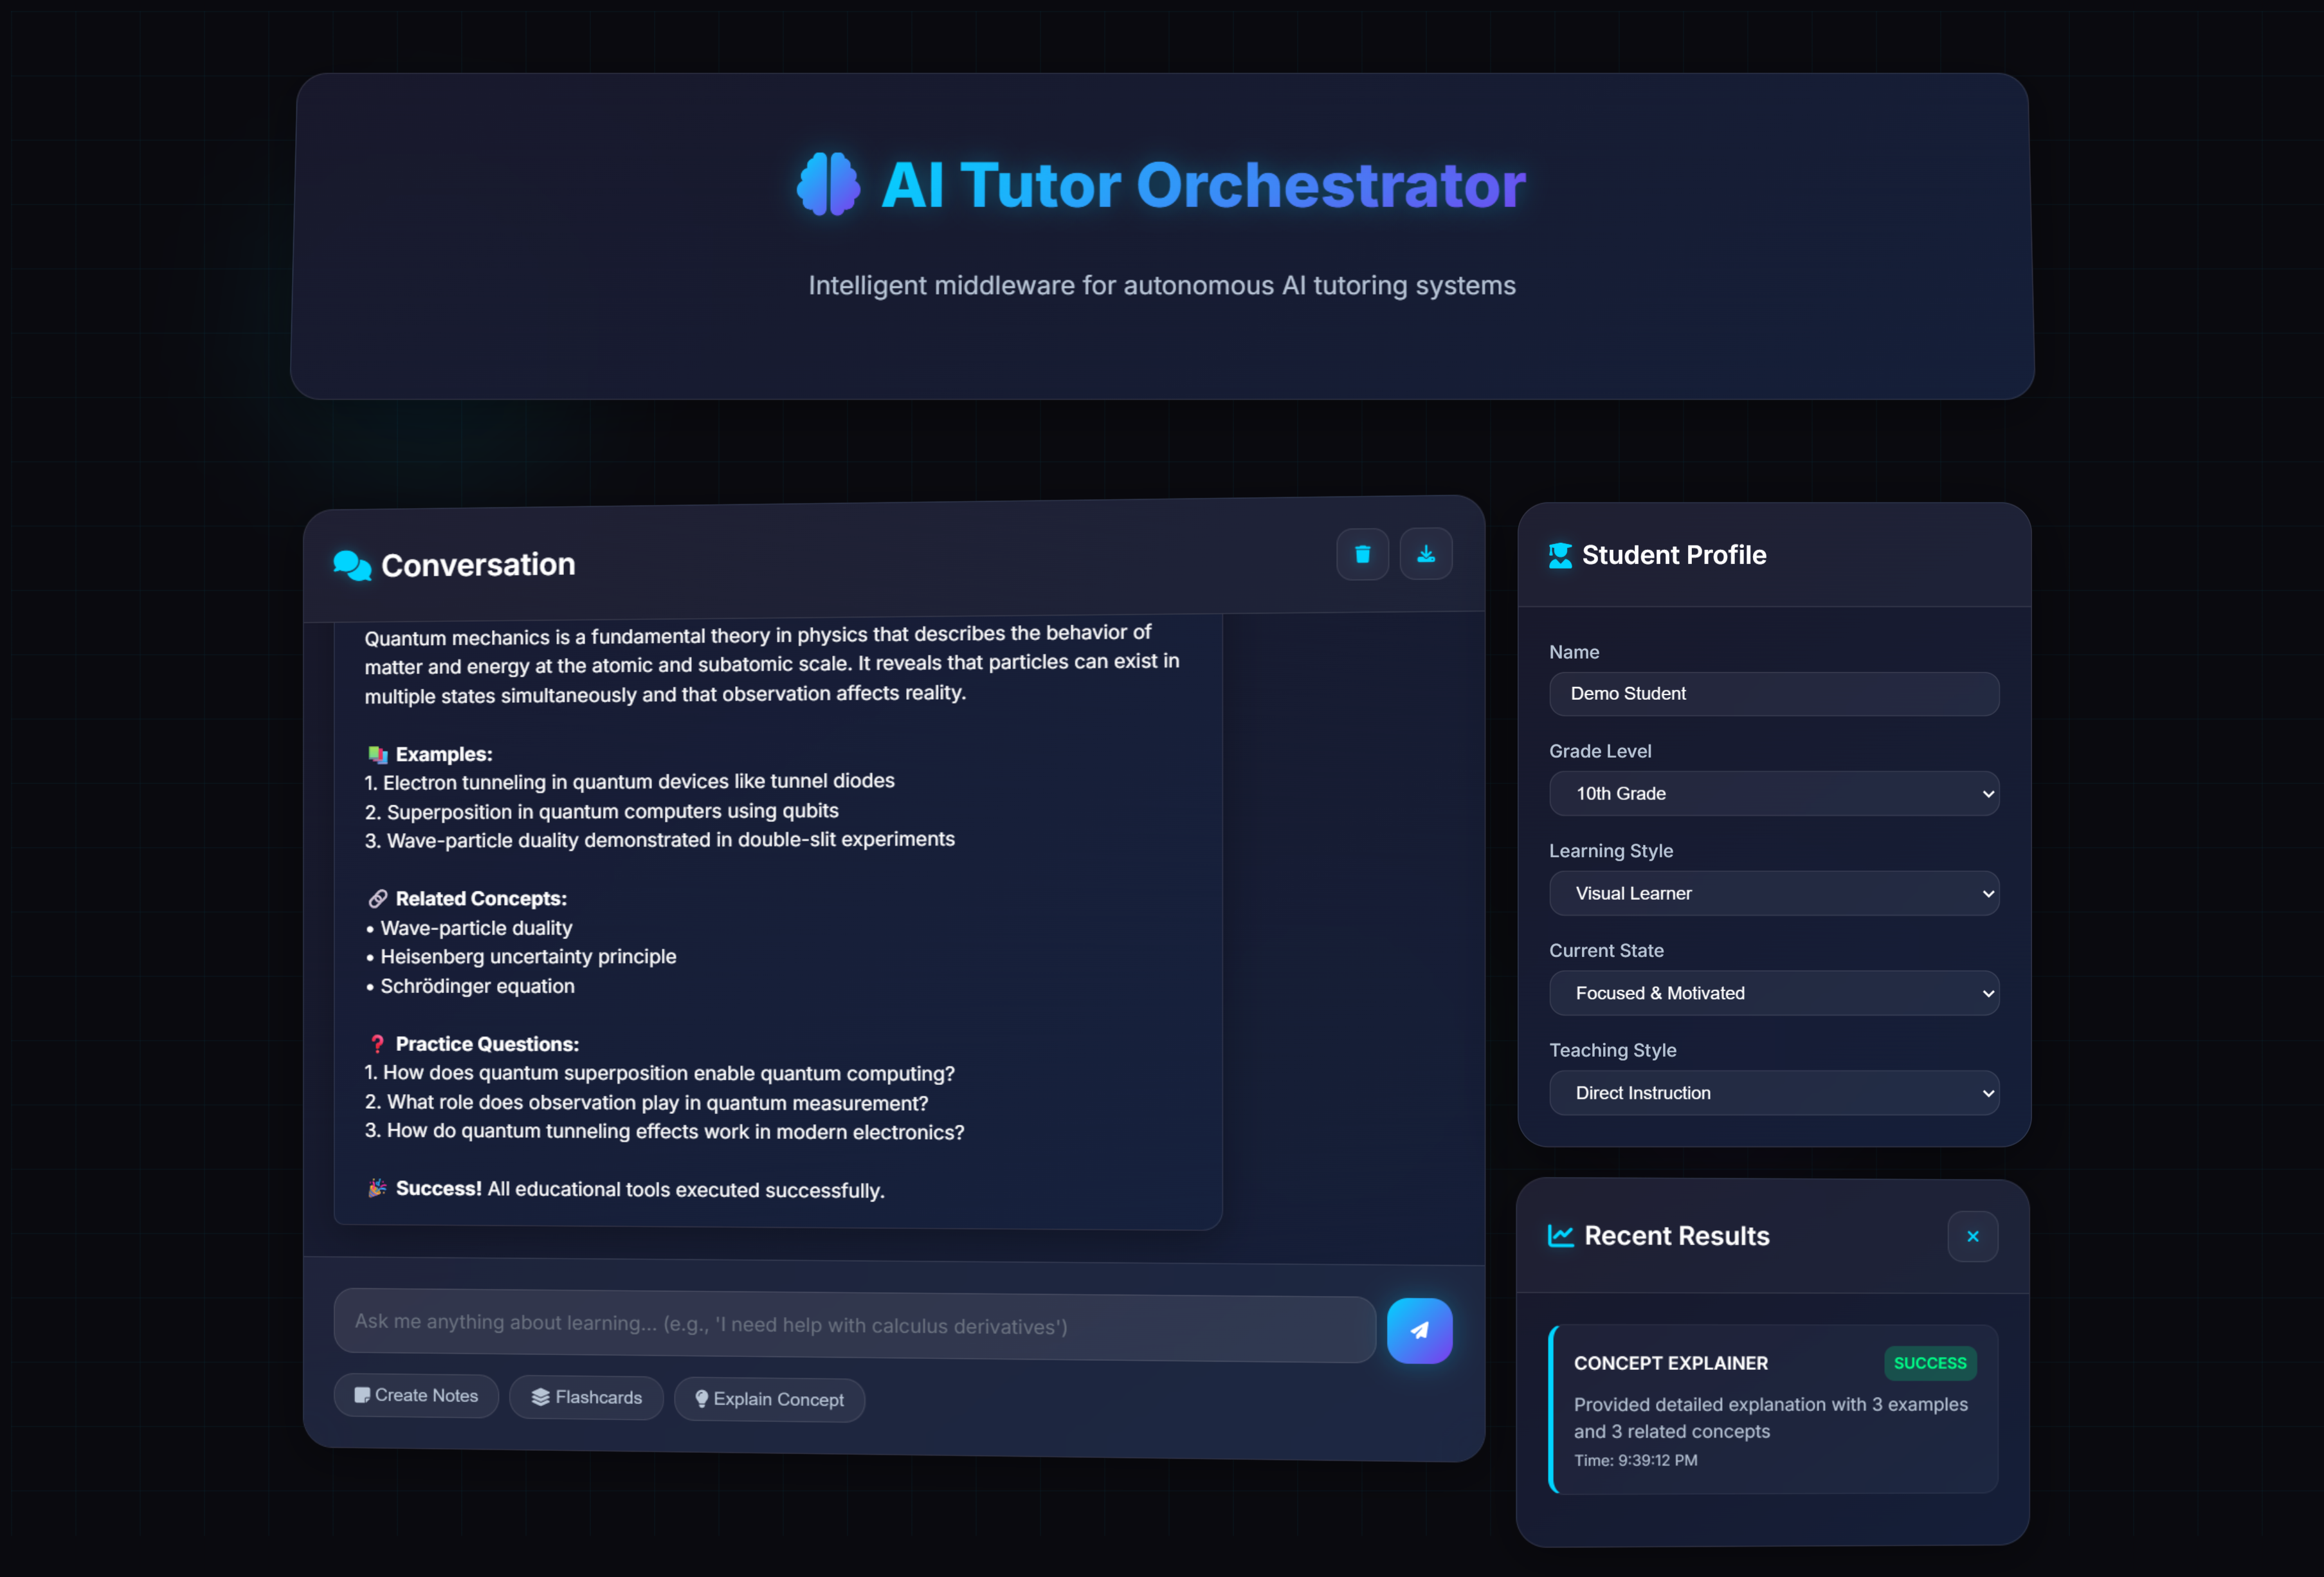 AI Tutor Orchestrator
Intelligent middleware for autonomous AI tutoring systems
Conversation
Quantum mechanics is a fundamental theory in physics that describes the behavior of
matter and energy at the atomic and subatomic scale. It reveals that particles can exist in
multiple states simultaneously and that observation affects reality.
Examples:
1. Electron tunneling in quantum devices like tunnel diodes
2. Superposition in quantum computers using qubits
3. Wave-particle duality demonstrated in double-slit experiments
Related Concepts:
• Wave-particle duality
• Heisenberg uncertainty principle
• Schrödinger equation
Practice Questions:
1. How does quantum superposition enable quantum computing?
2. What role does observation play in quantum measurement?
3. How do quantum tunneling effects work in modern electronics?
Success! All educational tools executed successfully.
Ask me anything about learning... (e.g., 'I need help with calculus derivatives')
Create Notes
Flashcards
Explain Concept
Student Profile
Name
Demo Student
Grade Level
10th Grade
Learning Style
Visual Learner
Current State
Focused & Motivated
Teaching Style
Direct Instruction
Recent Results
CONCEPT EXPLAINER
SUCCESS
Provided detailed explanation with 3 examples
and 3 related concepts
Time: 9:39:12 PM